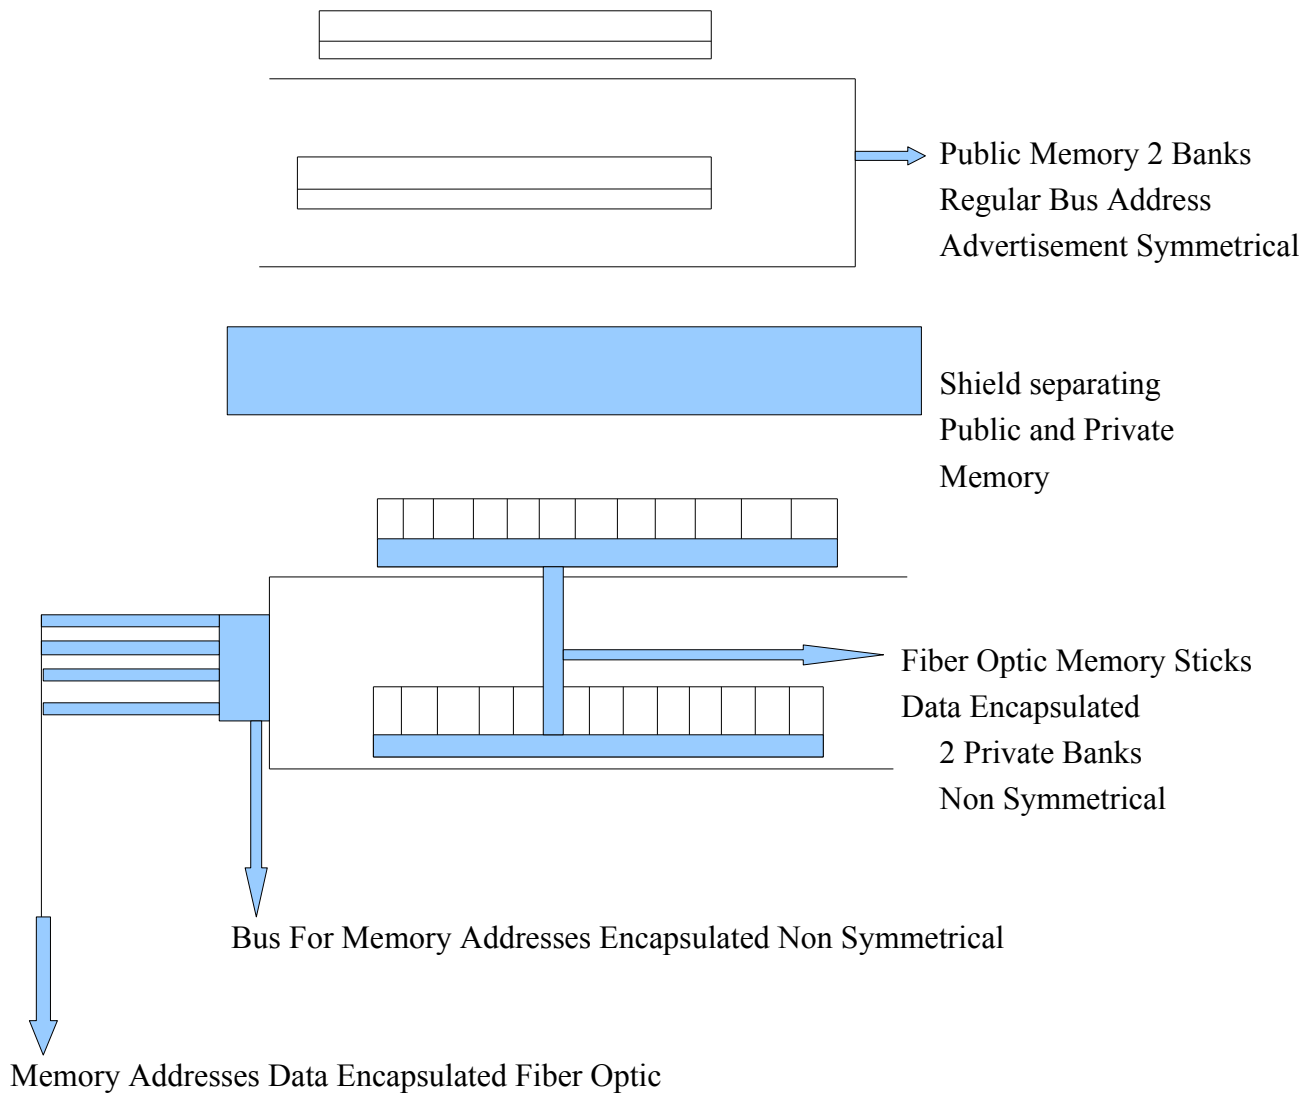 Public Memory 2 Banks
Regular Bus Address
Advertisement Symmetrical
Shield separating
Public and Private
Memory
Fiber Optic Memory Sticks
Data Encapsulated
2 Private Banks
Non Symmetrical
Bus For Memory Addresses Encapsulated Non Symmetrical
Memory Addresses Data Encapsulated Fiber Optic